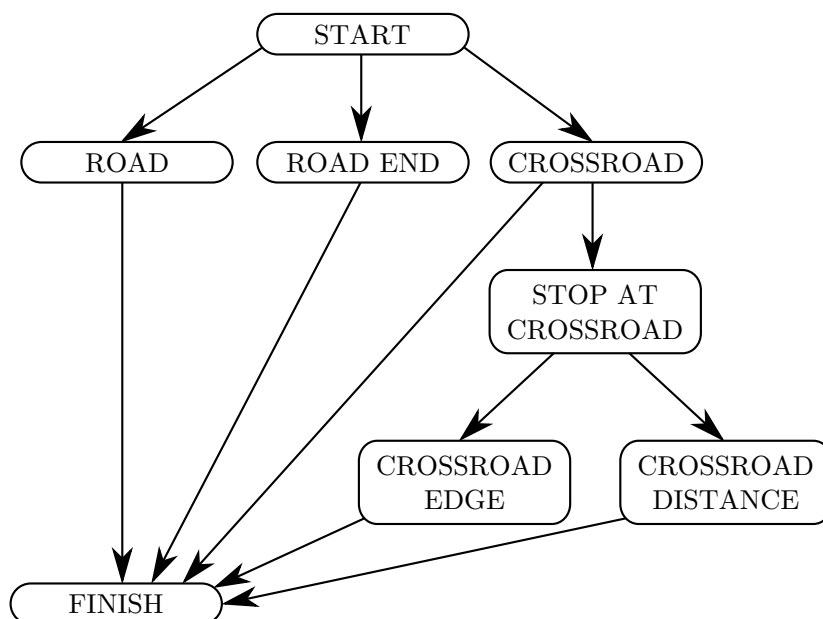 START
ROAD
ROAD END
CROSSROAD
STOP AT
CROSSROAD
CROSSROAD
EDGE
CROSSROAD
DISTANCE
FINISH